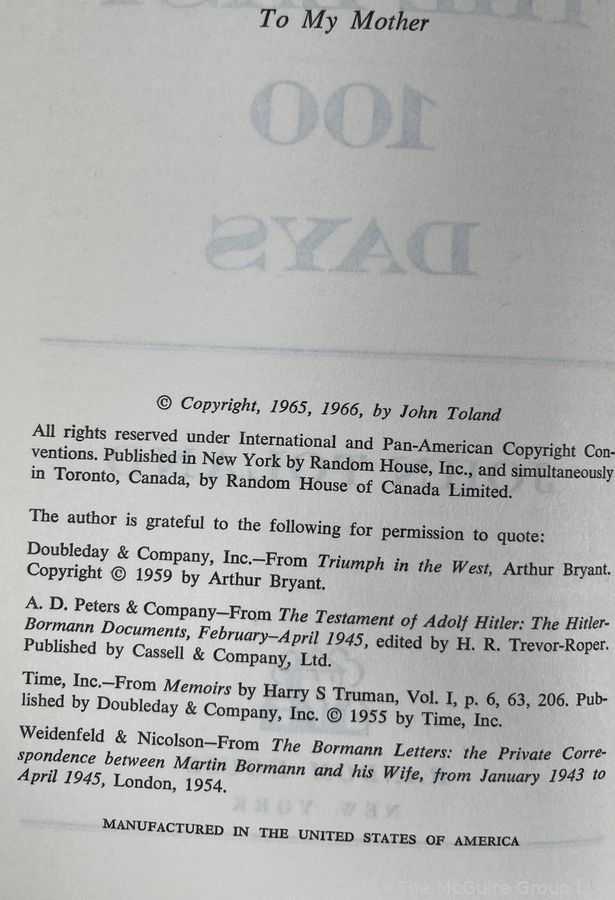 To My Mother
100
DAYS
© Copyright, 1965, 1966, by John Toland
All rights reserved under International and Pan-American Copyright Con-
ventions. Published in New York by Random House, Inc., and simultaneously
in Toronto, Canada, by Random House of Canada Limited.
The author is grateful to the following for permission to quote:
Doubleday & Company, Inc.—From Triumph in the West, Arthur Bryant.
Copyright © 1959 by Arthur Bryant.
A. D. Peters & Company—From The Testament of Adolf Hitler: The Hitler-
Bormann Documents, February–April 1945, edited by H. R. Trevor-Roper.
Published by Cassell & Company, Ltd.
Time, Inc.—From Memoirs by Harry S Truman, Vol. I, p. 6, 63, 206. Pub-
lished by Doubleday & Company, Inc. © 1955 by Time, Inc.
Weidenfeld & Nicolson—From The Bormann Letters: the Private Corre-
spondence between Martin Bormann and his Wife, from January 1943 to
April 1945, London, 1954.
NEW YORK
MANUFACTURED IN THE UNITED STATES OF AMERICA
The McGuire Group